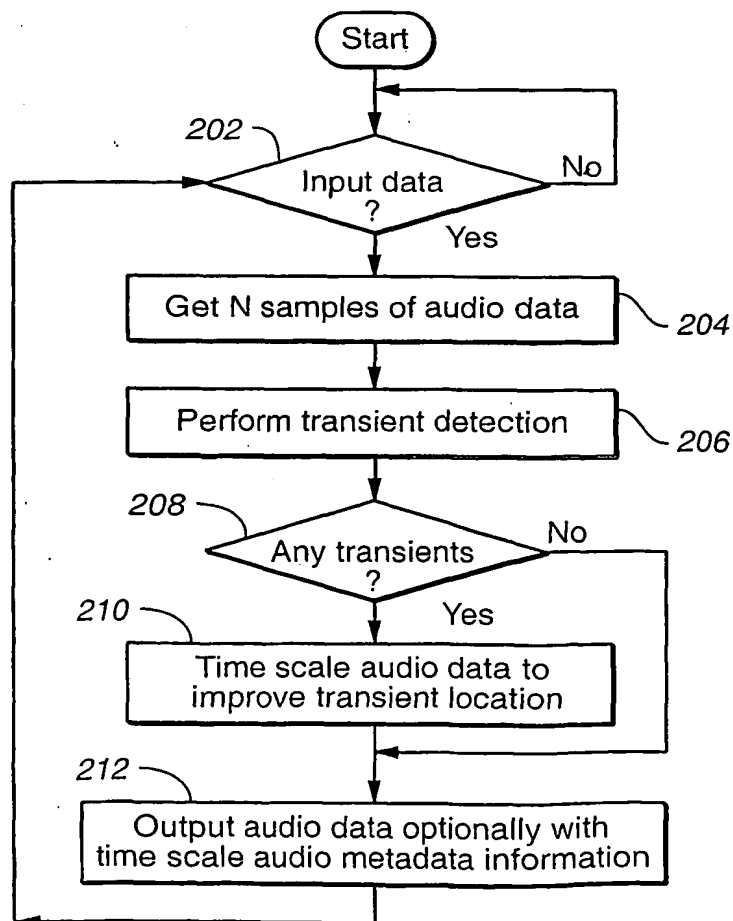 Start
202
Input data
?
No
Yes
Get N samples of audio data
204
Perform transient detection
206
208
Any transients
?
No
Yes
210
Time scale audio data to
improve transient location
212
Output audio data optionally with
time scale audio metadata information